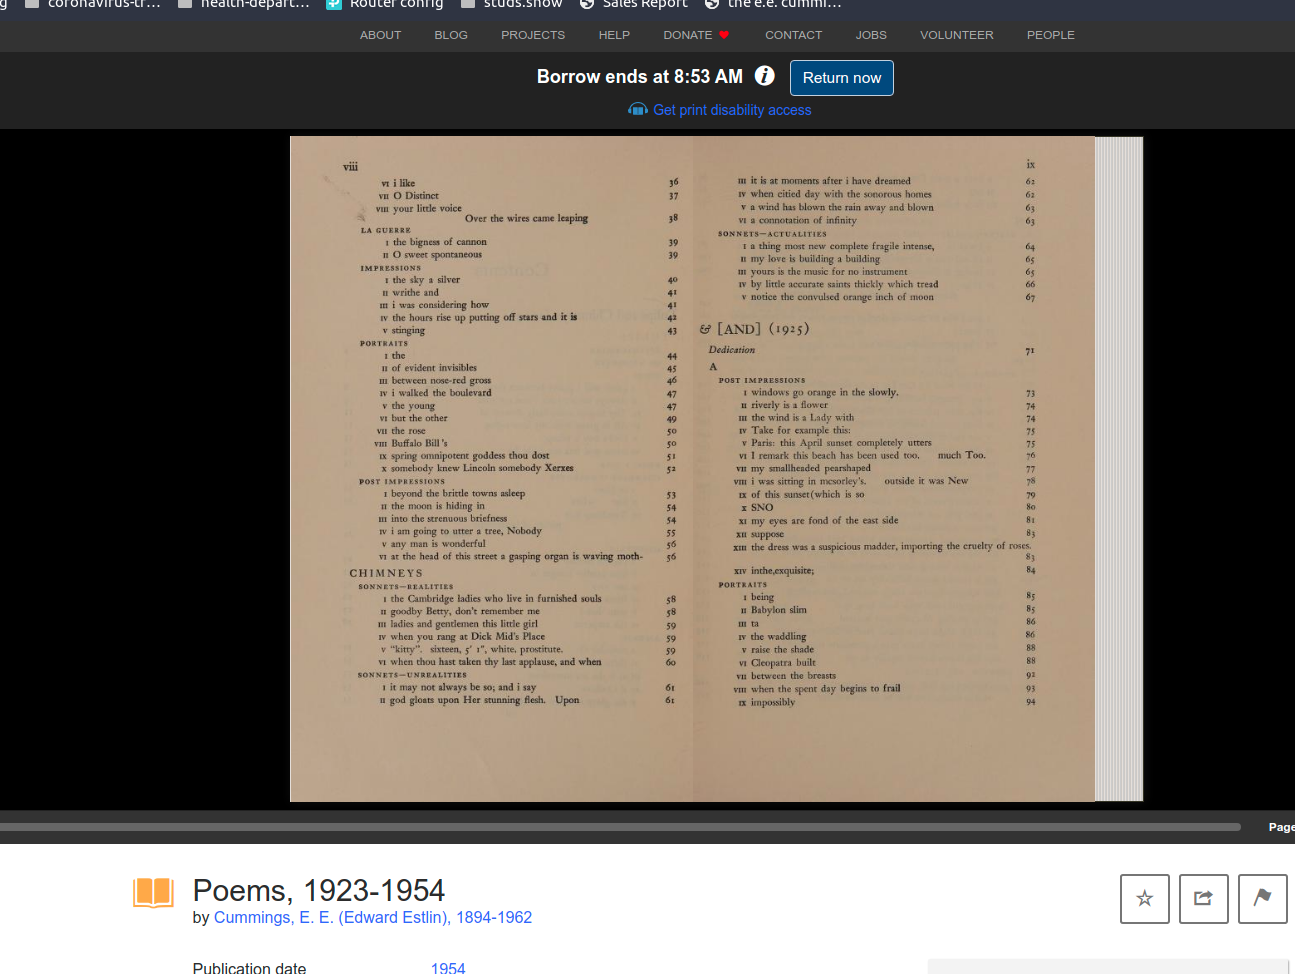 g coronavirus-tr... health-depart... Router config studs.show Sales Report the e.e. cummi...
ABOUT BLOG PROJECTS HELP DONATE CONTACT JOBS VOLUNTEER PEOPLE
Borrow ends at 8:53 AM i Return now
Get print disability access
viii
VI i like 36
VII O Distinct 37
VIII your little voice
Over the wires came leaping 38
LA GUERRE
I the bigness of cannon 39
II O sweet spontaneous 39
IMPRESSIONS
I the sky a silver 40
II writhe and 41
III i was considering how 41
IV the hours rise up putting off stars and it is 42
V stinging 43
PORTRAITS
I the 44
II of evident invisibles 45
III between nose-red gross 46
IV i walked the boulevard 47
V the young 47
VI but the other 49
VII the rose 50
VIII Buffalo Bill's 50
IX spring omnipotent goddess thou dost 51
X somebody knew Lincoln somebody Xerxes 52
POST IMPRESSIONS
I beyond the brittle towns asleep 53
II the moon is hiding in 54
III into the strenuous briefness 54
IV i am going to utter a tree, Nobody 55
V any man is wonderful 56
VI at the head of this street a gasping organ is waving moth- 56
CHIMNEYS
SONNETS—REALITIES
I the Cambridge ladies who live in furnished souls 58
II goodby Betty, don't remember me 58
III ladies and gentlemen this little girl 59
IV when you rang at Dick Mid's Place 59
V "kitty". sixteen, 5' 1", white, prostitute. 59
VI when thou hast taken thy last applause, and when 60
SONNETS—UNREALITIES
I it may not always be so; and i say 61
II god gloats upon Her stunning flesh. Upon 61
ix
III it is at moments after i have dreamed 62
IV when citied day with the sonorous homes 62
V a wind has blown the rain away and blown 63
VI a connotation of infinity 63
SONNETS—ACTUALITIES
I a thing most new complete fragile intense, 64
II my love is building a building 65
III yours is the music for no instrument 65
IV by little accurate saints thickly which tread 66
V notice the convulsed orange inch of moon 67
& [AND] (1925)
Dedication 71
A
POST IMPRESSIONS
I windows go orange in the slowly. 73
II riverly is a flower 74
III the wind is a Lady with 74
IV Take for example this: 75
V Paris: this April sunset completely utters 75
VI I remark this beach has been used too. much Too. 76
VII my smallheaded pearshaped 77
VIII i was sitting in mcsorley's. outside it was New 78
IX of this sunset(which is so 79
X SNO 80
XI my eyes are fond of the east side 81
XII suppose 83
XIII the dress was a suspicious madder, importing the cruelty of roses.
83
XIV inthe,exquisite; 84
PORTRAITS
I being 85
II Babylon slim 85
III ta 86
IV the waddling 86
V raise the shade 88
VI Cleopatra built 88
VII between the breasts 92
VIII when the spent day begins to frail 93
IX impossibly 94
Page
Poems, 1923-1954
by Cummings, E. E. (Edward Estlin), 1894-1962
Publication date 1954